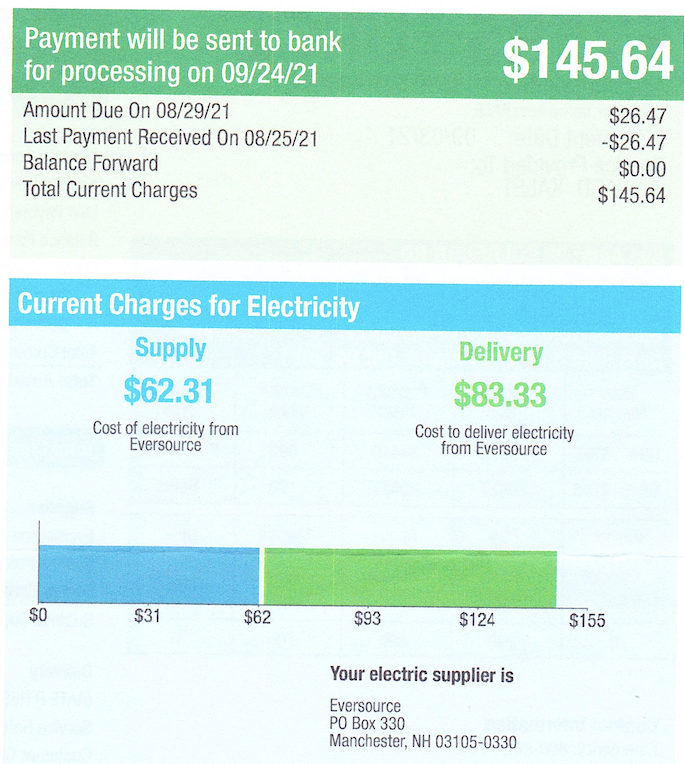 Payment will be sent to bank
for processing on 09/24/21
$145.64
Amount Due On 08/29/21 $26.47
Last Payment Received On 08/25/21 -$26.47
Balance Forward $0.00
Total Current Charges $145.64
Current Charges for Electricity
Supply
$62.31
Cost of electricity from
Eversource
Delivery
$83.33
Cost to deliver electricity
from Eversource
$0 $31 $62 $93 $124 $155
Your electric supplier is
Eversource
PO Box 330
Manchester, NH 03105-0330